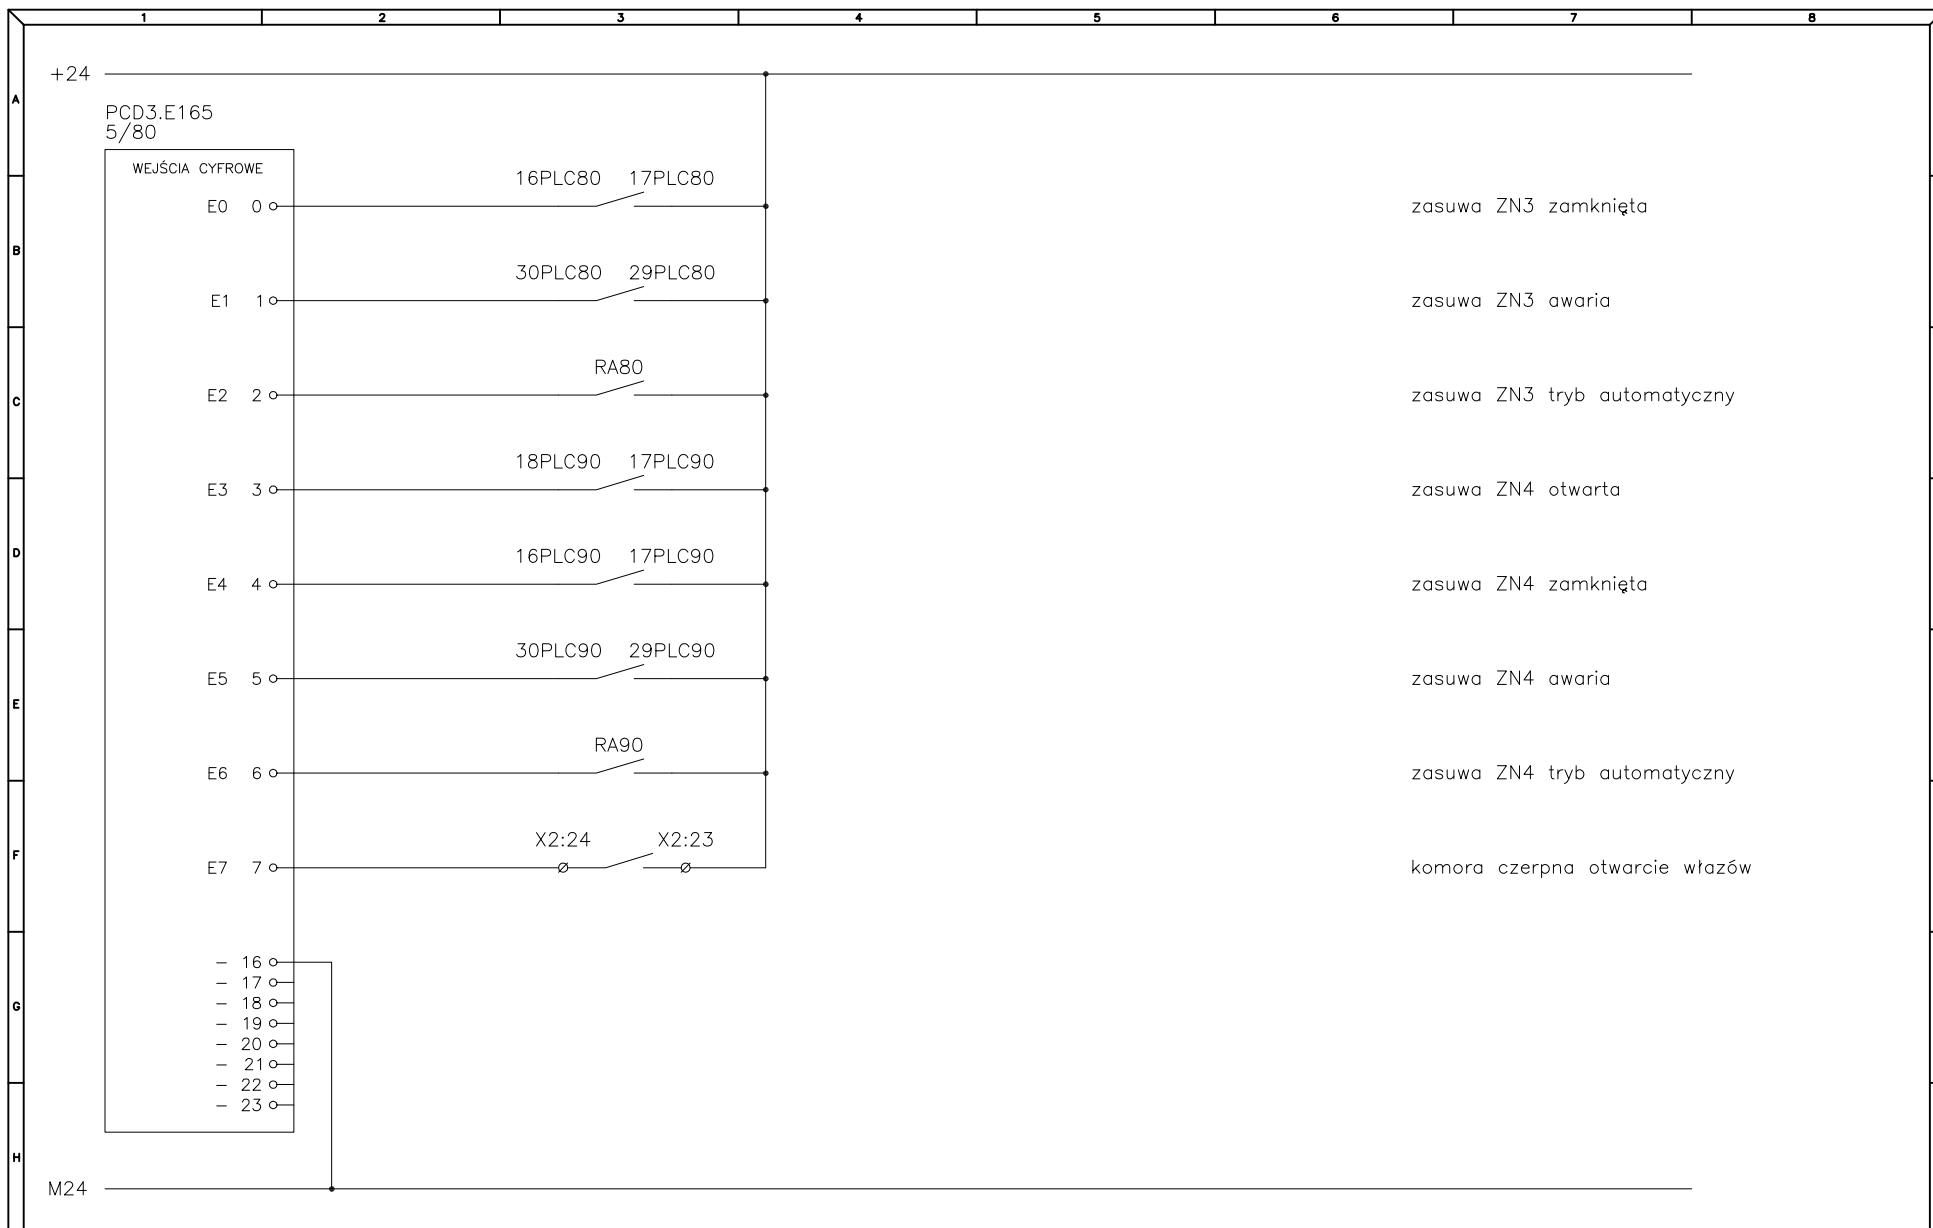 1 2 3 4 5 6 7 8
+24
A
PCD3.E165
5/80
WEJŚCIA CYFROWE
16PLC80 17PLC80
E0 0 zasuwa ZN3 zamknięta
B
30PLC80 29PLC80
E1 1 zasuwa ZN3 awaria
RA80
E2 2 zasuwa ZN3 tryb automatyczny
C
18PLC90 17PLC90
E3 3 zasuwa ZN4 otwarta
D
16PLC90 17PLC90
E4 4 zasuwa ZN4 zamknięta
30PLC90 29PLC90
E5 5 zasuwa ZN4 awaria
E
RA90
E6 6 zasuwa ZN4 tryb automatyczny
X2:24 X2:23
F
E7 7 komora czerpna otwarcie włazów
– 16
– 17
– 18
G
– 19
– 20
– 21
– 22
– 23
H
M24